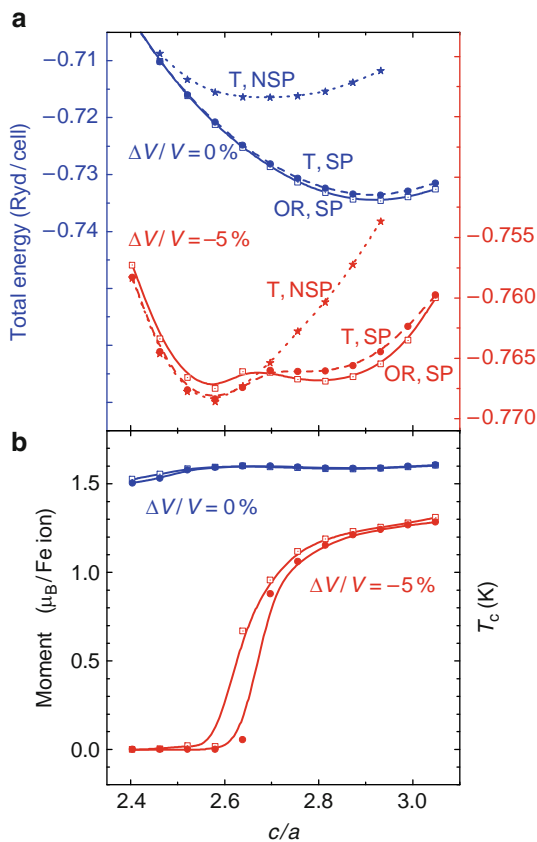 a
Total energy (Ryd/cell)
−0.71
−0.72
−0.73
−0.74
T, NSP
ΔV/V = 0 %
T, SP
OR, SP
ΔV/V = −5 %
T, NSP
T, SP
OR, SP
−0.755
−0.760
−0.765
−0.770
b
Moment (μB/Fe ion)
1.5
1.0
0.5
0.0
ΔV/V = 0 %
ΔV/V = −5 %
Tc (K)
2.4 2.6 2.8 3.0
c/a